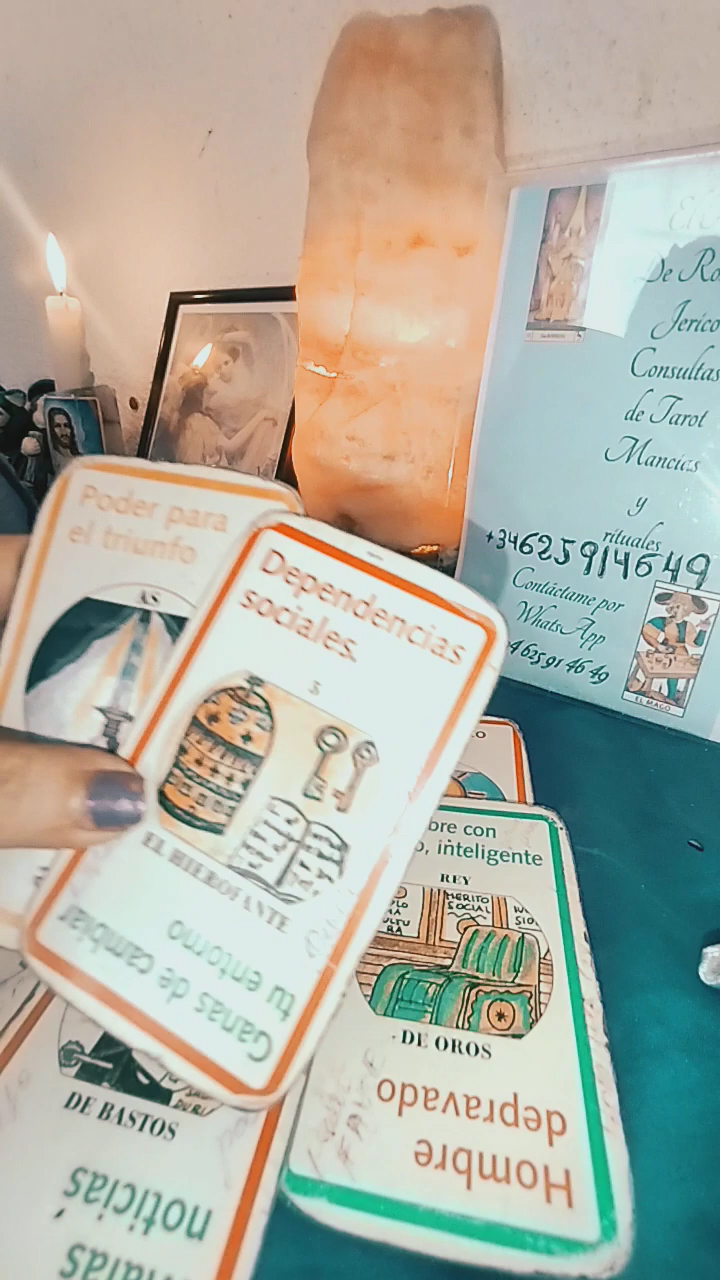 De Ro
Jerico
Consultas
de Tarot
Mancias
y
rituales
+34625914649
Contáctame por
WhatsApp
4 625 91 46 49
EL MAGO
Poder para
el triunfo
AS
Dependencias
sociales.
5
EL HIEROFANTE
Ganas de cambiar
tu entorno
bre con
o, inteligente
REY
MERITO
SOCIAL
DE OROS
Hombre
depravado
DE BASTOS
noticias